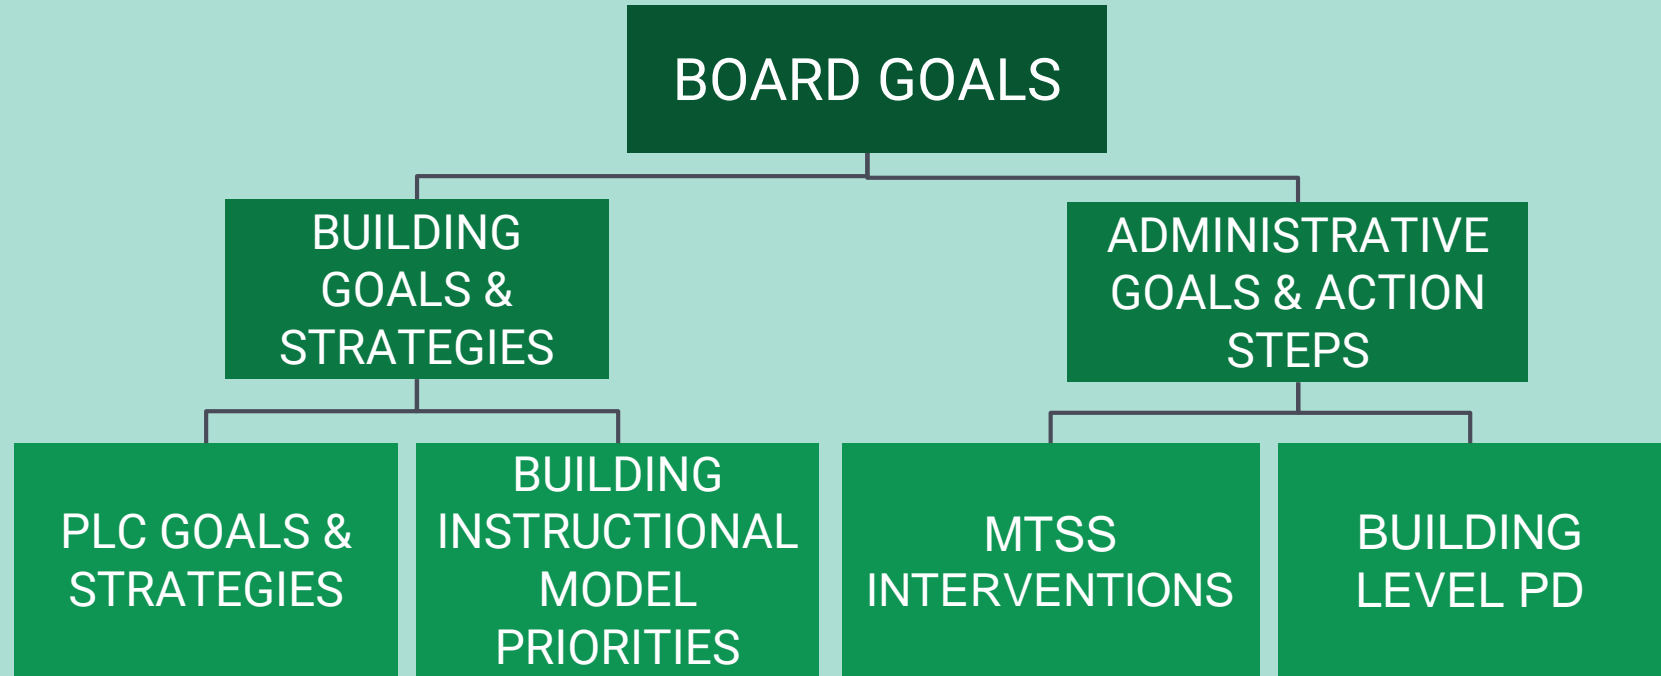 BOARD GOALS
BUILDING
GOALS &
STRATEGIES
ADMINISTRATIVE
GOALS & ACTION
STEPS
PLC GOALS &
STRATEGIES
BUILDING
INSTRUCTIONAL
MODEL
PRIORITIES
MTSS
INTERVENTIONS
BUILDING
LEVEL PD